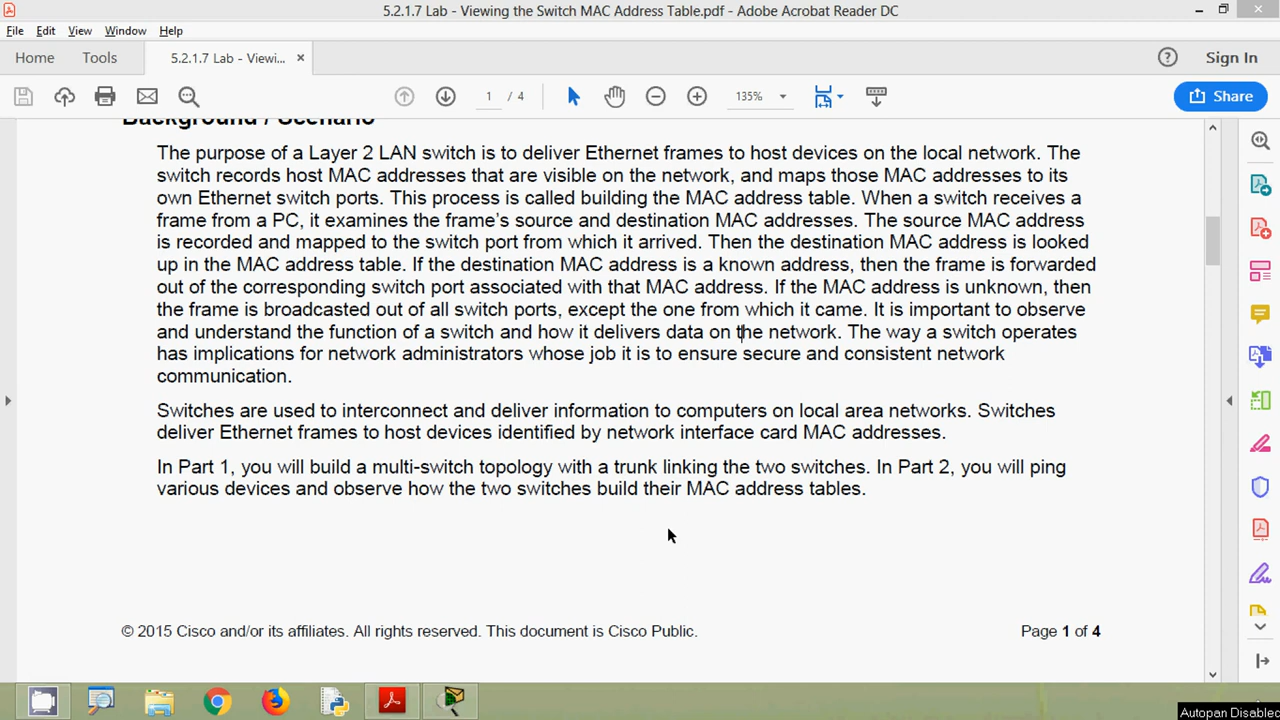 5.2.1.7 Lab - Viewing the Switch MAC Address Table.pdf - Adobe Acrobat Reader DC
File Edit View Window Help
Home Tools 5.2.1.7 Lab - Viewi... × ? Sign In
1 / 4 135% Share
Background / Scenario
The purpose of a Layer 2 LAN switch is to deliver Ethernet frames to host devices on the local network. The
switch records host MAC addresses that are visible on the network, and maps those MAC addresses to its
own Ethernet switch ports. This process is called building the MAC address table. When a switch receives a
frame from a PC, it examines the frame's source and destination MAC addresses. The source MAC address
is recorded and mapped to the switch port from which it arrived. Then the destination MAC address is looked
up in the MAC address table. If the destination MAC address is a known address, then the frame is forwarded
out of the corresponding switch port associated with that MAC address. If the MAC address is unknown, then
the frame is broadcasted out of all switch ports, except the one from which it came. It is important to observe
and understand the function of a switch and how it delivers data on the network. The way a switch operates
has implications for network administrators whose job it is to ensure secure and consistent network
communication.
Switches are used to interconnect and deliver information to computers on local area networks. Switches
deliver Ethernet frames to host devices identified by network interface card MAC addresses.
In Part 1, you will build a multi-switch topology with a trunk linking the two switches. In Part 2, you will ping
various devices and observe how the two switches build their MAC address tables.
© 2015 Cisco and/or its affiliates. All rights reserved. This document is Cisco Public. Page 1 of 4
Autopan Disabled